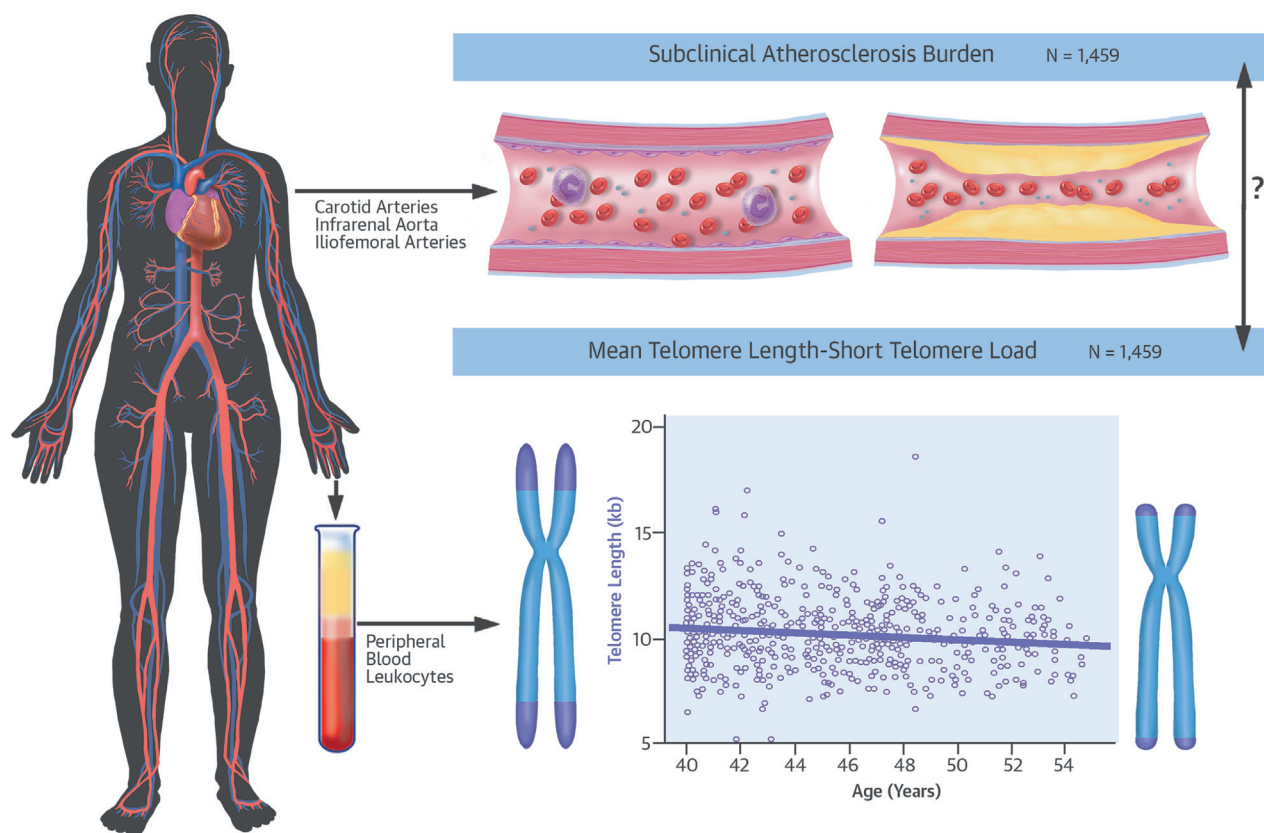 Subclinical Atherosclerosis Burden N = 1,459
Carotid Arteries
Infrarenal Aorta
Iliofemoral Arteries
?
Mean Telomere Length-Short Telomere Load N = 1,459
Peripheral
Blood
Leukocytes
Telomere Length (kb)
20
15
10
5
40 42 44 46 48 50 52 54
Age (Years)